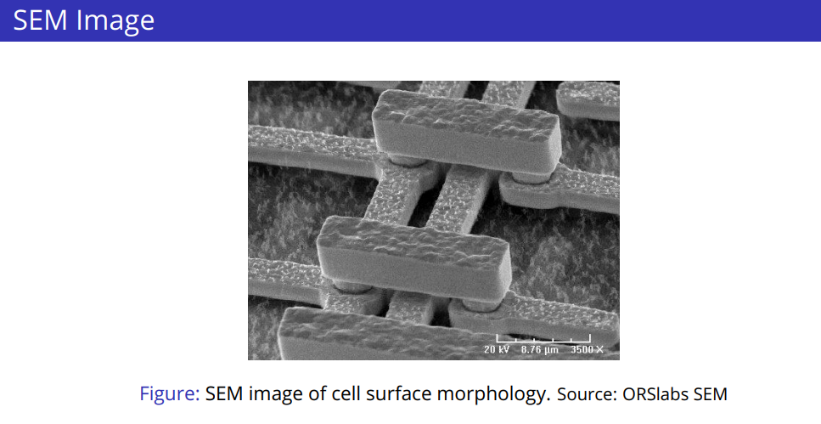 SEM Image
20 kV 8.76 µm 3500 X
Figure: SEM image of cell surface morphology. Source: ORSlabs SEM